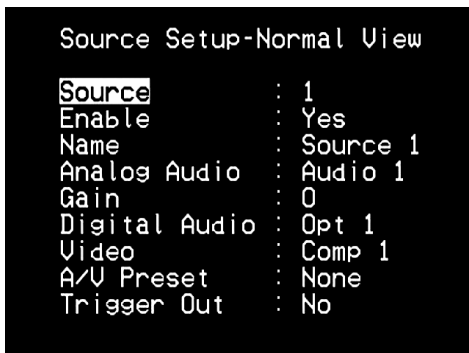 Source Setup-Normal View
Source : 1
Enable : Yes
Name : Source 1
Analog Audio : Audio 1
Gain : 0
Digital Audio : Opt 1
Video : Comp 1
A/V Preset : None
Trigger Out : No